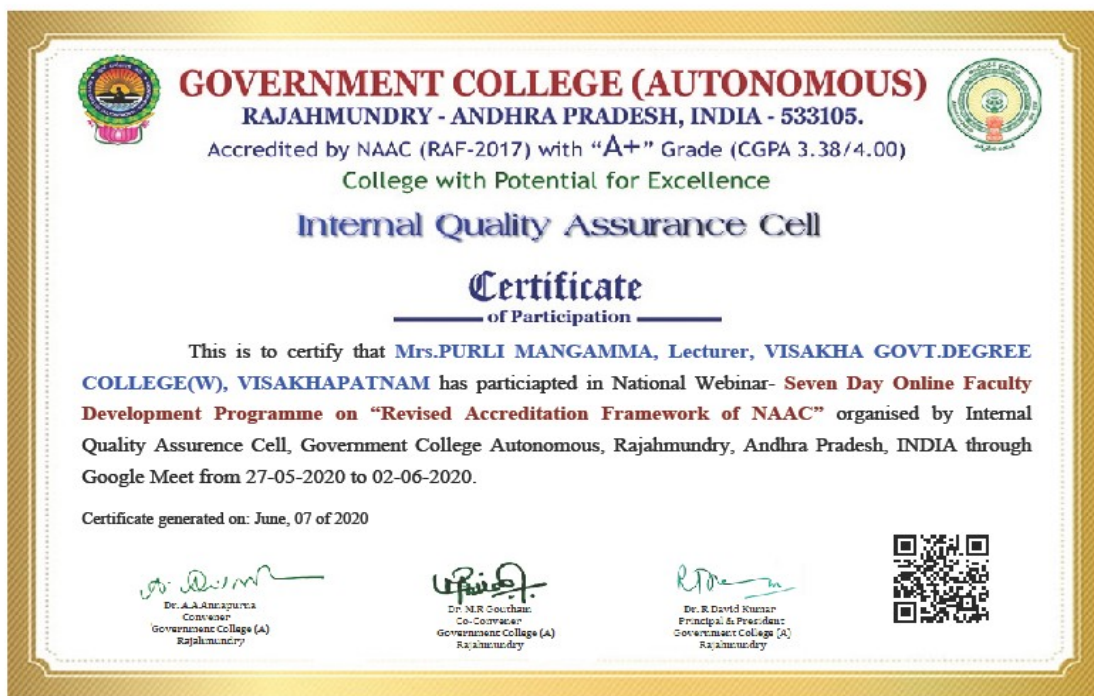 GOVERNMENT COLLEGE (AUTONOMOUS)
RAJAHMUNDRY - ANDHRA PRADESH, INDIA - 533105.
Accredited by NAAC (RAF-2017) with “A+” Grade (CGPA 3.38/4.00)
College with Potential for Excellence
Internal Quality Assurance Cell
Certificate
of Participation
This is to certify that Mrs.PURLI MANGAMMA, Lecturer, VISAKHA GOVT.DEGREE
COLLEGE(W), VISAKHAPATNAM has particiapted in National Webinar- Seven Day Online Faculty
Development Programme on “Revised Accreditation Framework of NAAC” organised by Internal
Quality Assurence Cell, Government College Autonomous, Rajahmundry, Andhra Pradesh, INDIA through
Google Meet from 27-05-2020 to 02-06-2020.
Certificate generated on: June, 07 of 2020
Dr. A.A.Annapurna
Convener
Government College (A)
Rajahmundry
Dr. M.R Goutham
Co-Convener
Government College (A)
Rajahmundry
Dr. R David Kumar
Principal & President
Government College (A)
Rajahmundry